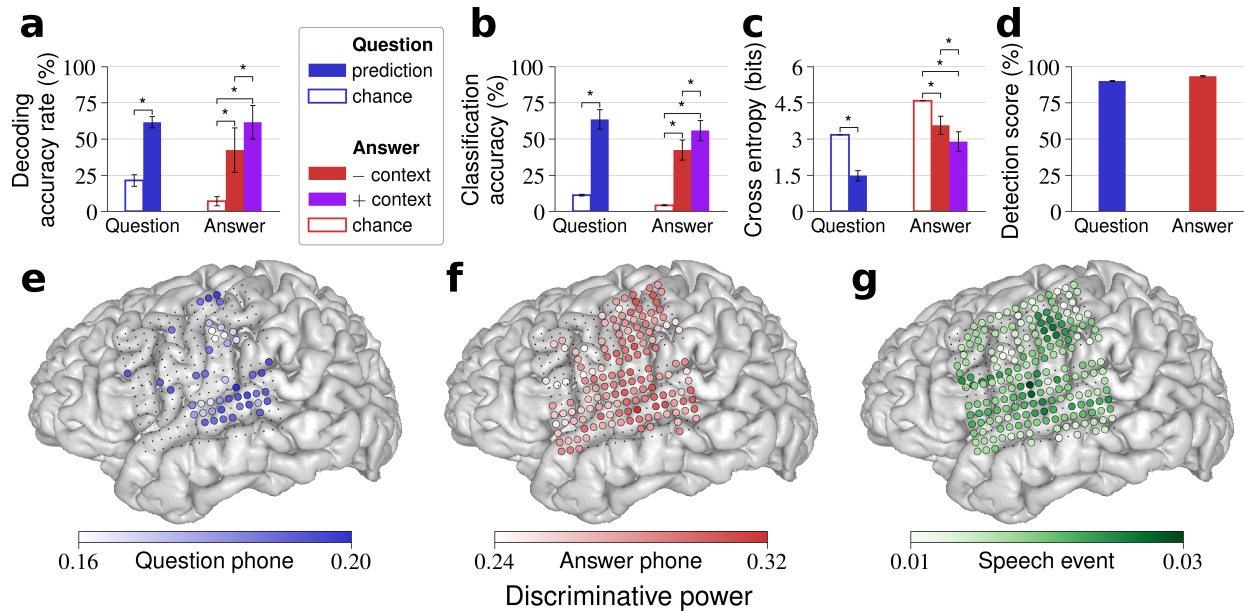 a
Decoding
accuracy rate (%)
100
75
50
25
0
*
*
*
*
Question
Answer
Question
prediction
chance
Answer
− context
+ context
chance
b
Classification
accuracy (%)
100
75
50
25
0
*
*
*
*
Question
Answer
c
Cross entropy (bits)
6
4.5
3
1.5
0
*
*
*
*
Question
Answer
d
Detection score (%)
100
75
50
25
0
Question
Answer
e
0.16
Question phone
0.20
f
0.24
Answer phone
0.32
g
0.01
Speech event
0.03
Discriminative power